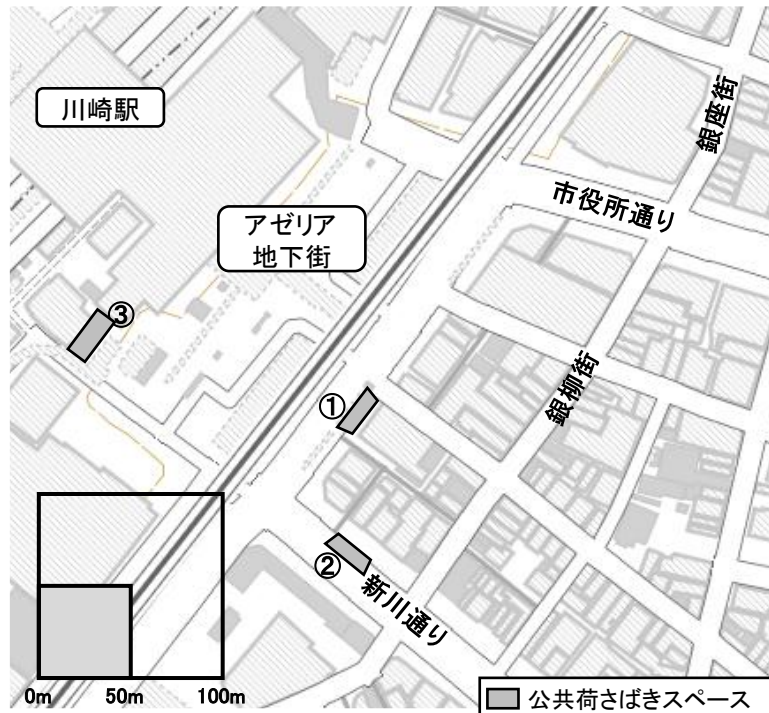 川崎駅
銀座街
市役所通り
アゼリア
地下街
③
①
銀柳街
②
新川通り
0m 50m 100m
公共荷さばきスペース